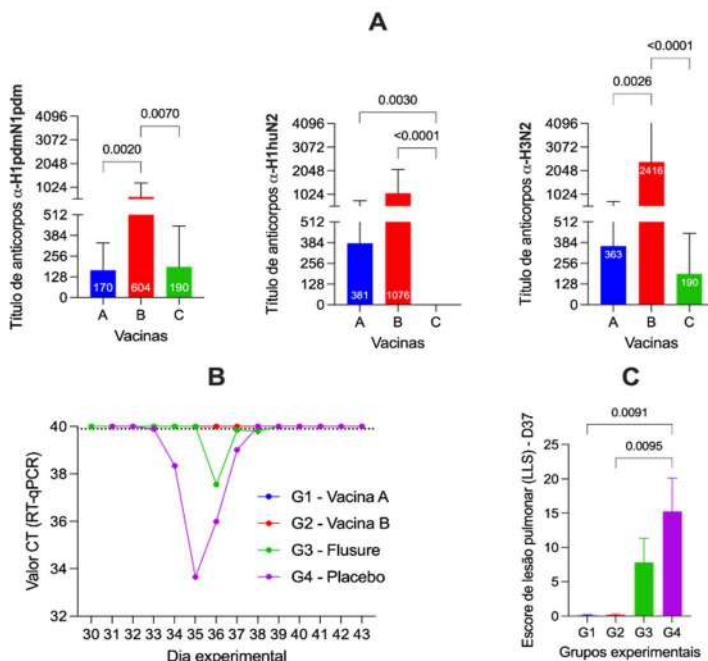 A
Título de anticorpos α-H1pdmN1pdm
4096
3072
2048
1024
512
384
256
128
0
0.0020
0.0070
170
604
190
A B C
Vacinas
Título de anticorpos α-H1huN2
4096
3072
2048
1024
512
384
256
128
0
0.0030
<0.0001
381
1076
A B C
Vacinas
Título de anticorpos α-H3N2
4096
3072
2048
1024
512
384
256
128
0
0.0026
<0.0001
363
2416
190
A B C
Vacinas
B
Valor CT (RT-qPCR)
40
38
36
34
32
G1 - Vacina A
G2 - Vacina B
G3 - Flusure
G4 - Placebo
30 31 32 33 34 35 36 37 38 39 40 41 42 43
Dia experimental
C
Escore de lesão pulmonar (LLS) - D37
25
20
15
10
5
0
0.0091
0.0095
G1 G2 G3 G4
Grupos experimentais